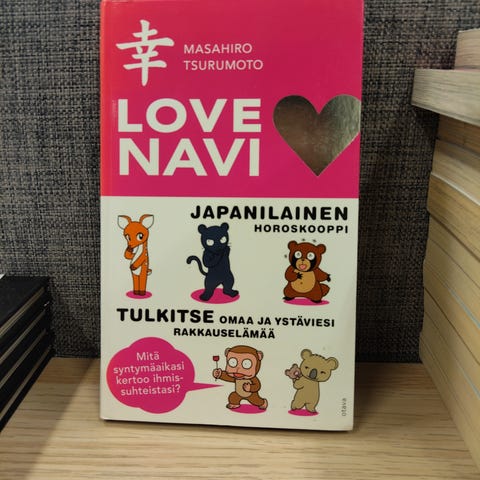 幸
MASAHIRO
TSURUMOTO
LOVE
NAVI
JAPANILAINEN
HOROSKOOPPI
TULKITSE OMAA JA YSTÄVIESI
RAKKAUSELÄMÄÄ
Mitä
syntymäaikasi
kertoo ihmis-
suhteistasi?
otava